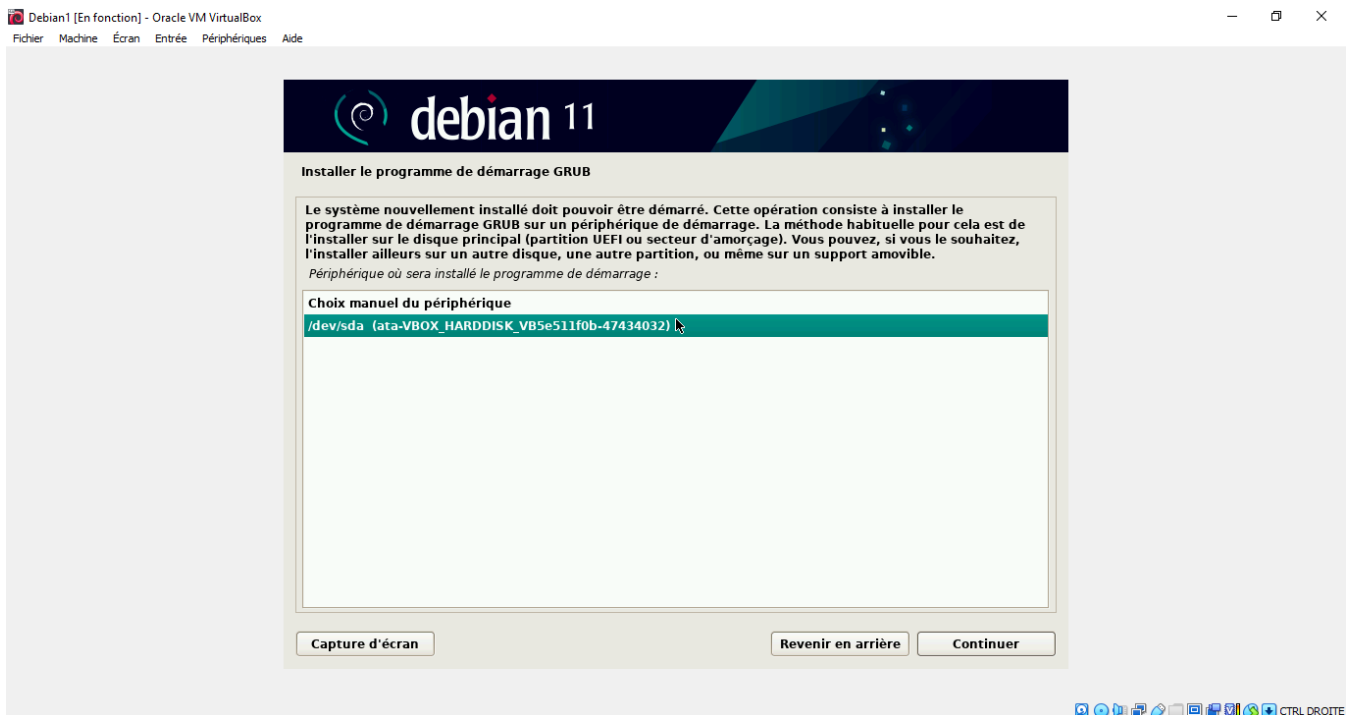 Debian1 [En fonction] - Oracle VM VirtualBox
Fichier Machine Écran Entrée Périphériques Aide
debian 11
Installer le programme de démarrage GRUB
Le système nouvellement installé doit pouvoir être démarré. Cette opération consiste à installer le
programme de démarrage GRUB sur un périphérique de démarrage. La méthode habituelle pour cela est de
l'installer sur le disque principal (partition UEFI ou secteur d'amorçage). Vous pouvez, si vous le souhaitez,
l'installer ailleurs sur un autre disque, une autre partition, ou même sur un support amovible.
Périphérique où sera installé le programme de démarrage :
Choix manuel du périphérique
/dev/sda (ata-VBOX_HARDDISK_VB5e511f0b-47434032)
Capture d'écran
Revenir en arrière
Continuer
CTRL DROITE